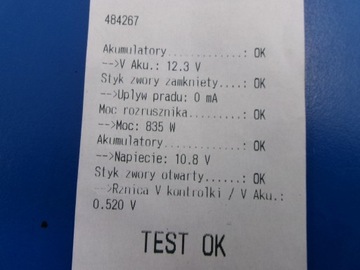 484267
Akumulatory............: OK
-->V Aku.: 12.3 V
Styk zwory zamkniety...: OK
-->Uplyw pradu: 0 mA
Moc rozrusznika........: OK
-->Moc: 835 W
Akumulatory............: OK
-->Napiecie: 10.8 V
Styk zwory otwarty.....: OK
-->Rznica V kontrolki / V Aku.:
0.520 V
TEST OK